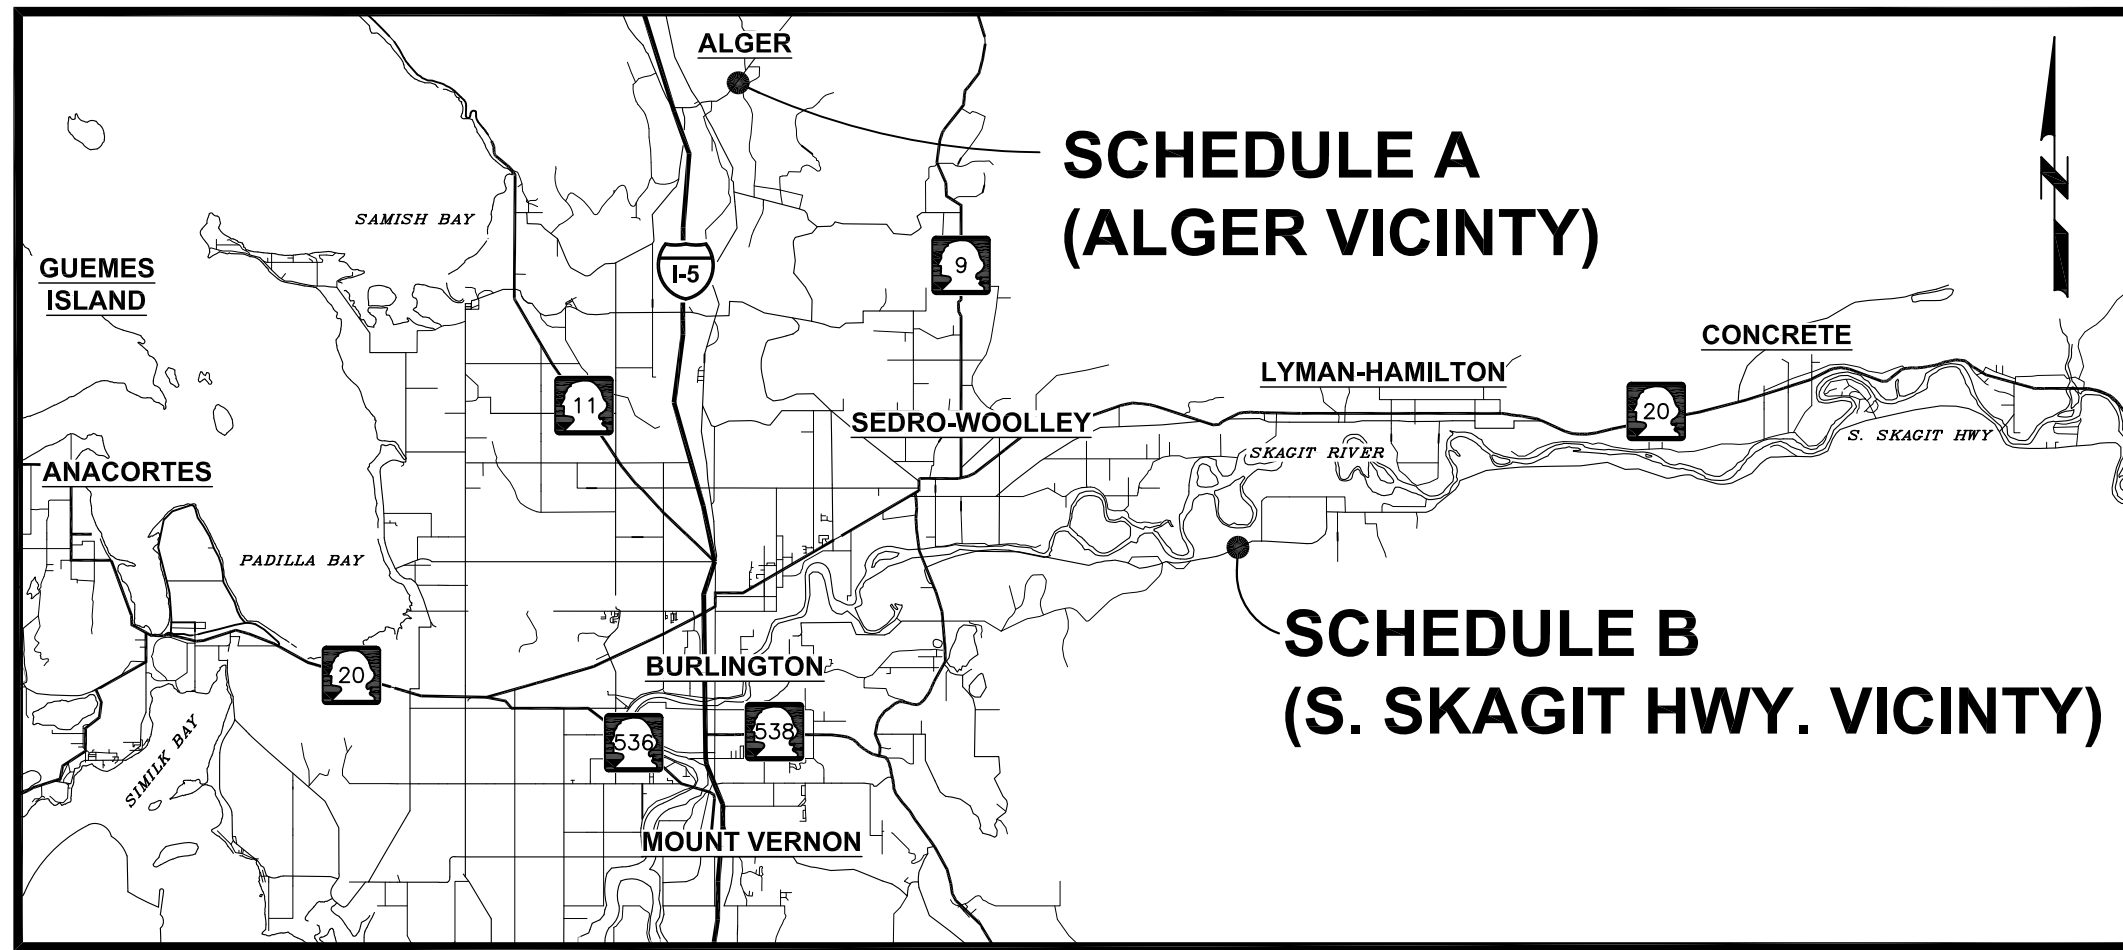 ALGER
SCHEDULE A
(ALGER VICINTY)
N
SAMISH BAY
GUEMES
ISLAND
I-5
9
CONCRETE
LYMAN-HAMILTON
11
SEDRO-WOOLLEY
20
S. SKAGIT HWY
SKAGIT RIVER
ANACORTES
PADILLA BAY
SCHEDULE B
(S. SKAGIT HWY. VICINTY)
BURLINGTON
20
536
538
SIMILK BAY
MOUNT VERNON